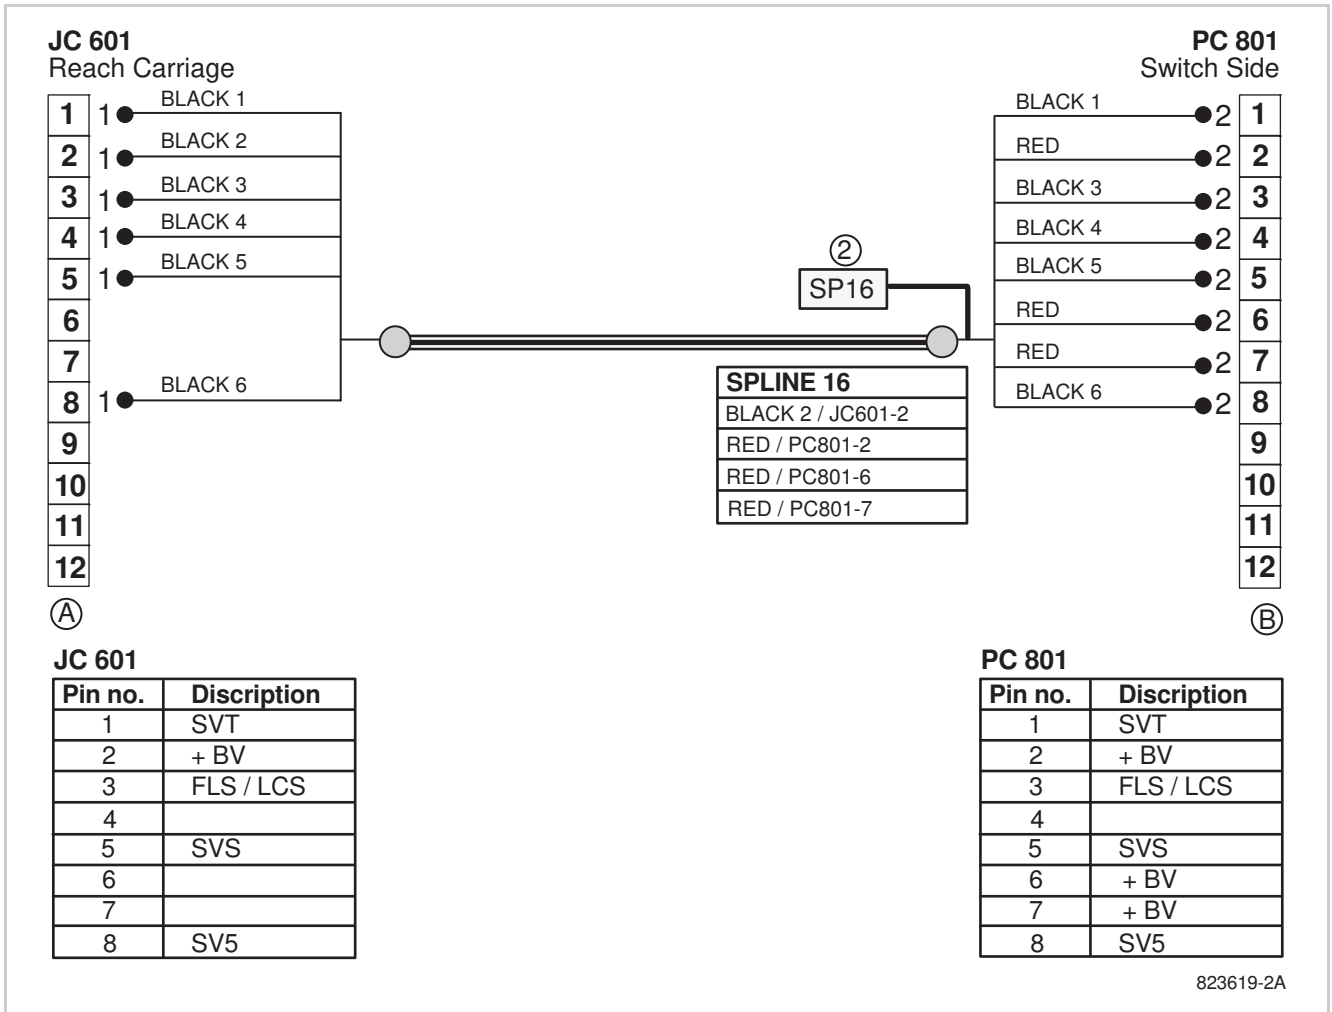 JC 601
Reach Carriage
PC 801
Switch Side
1 1 BLACK 1
2 1 BLACK 2
3 1 BLACK 3
4 1 BLACK 4
5 1 BLACK 5
6
7
8 1 BLACK 6
9
10
11
12
A
2
SP16
SPLINE 16
BLACK 2 / JC601-2
RED / PC801-2
RED / PC801-6
RED / PC801-7
BLACK 1 2 1
RED 2 2
BLACK 3 2 3
BLACK 4 2 4
BLACK 5 2 5
RED 2 6
RED 2 7
BLACK 6 2 8
9
10
11
12
B
JC 601
Pin no. Discription
1 SVT
2 + BV
3 FLS / LCS
4
5 SVS
6
7
8 SV5
PC 801
Pin no. Discription
1 SVT
2 + BV
3 FLS / LCS
4
5 SVS
6 + BV
7 + BV
8 SV5
823619-2A